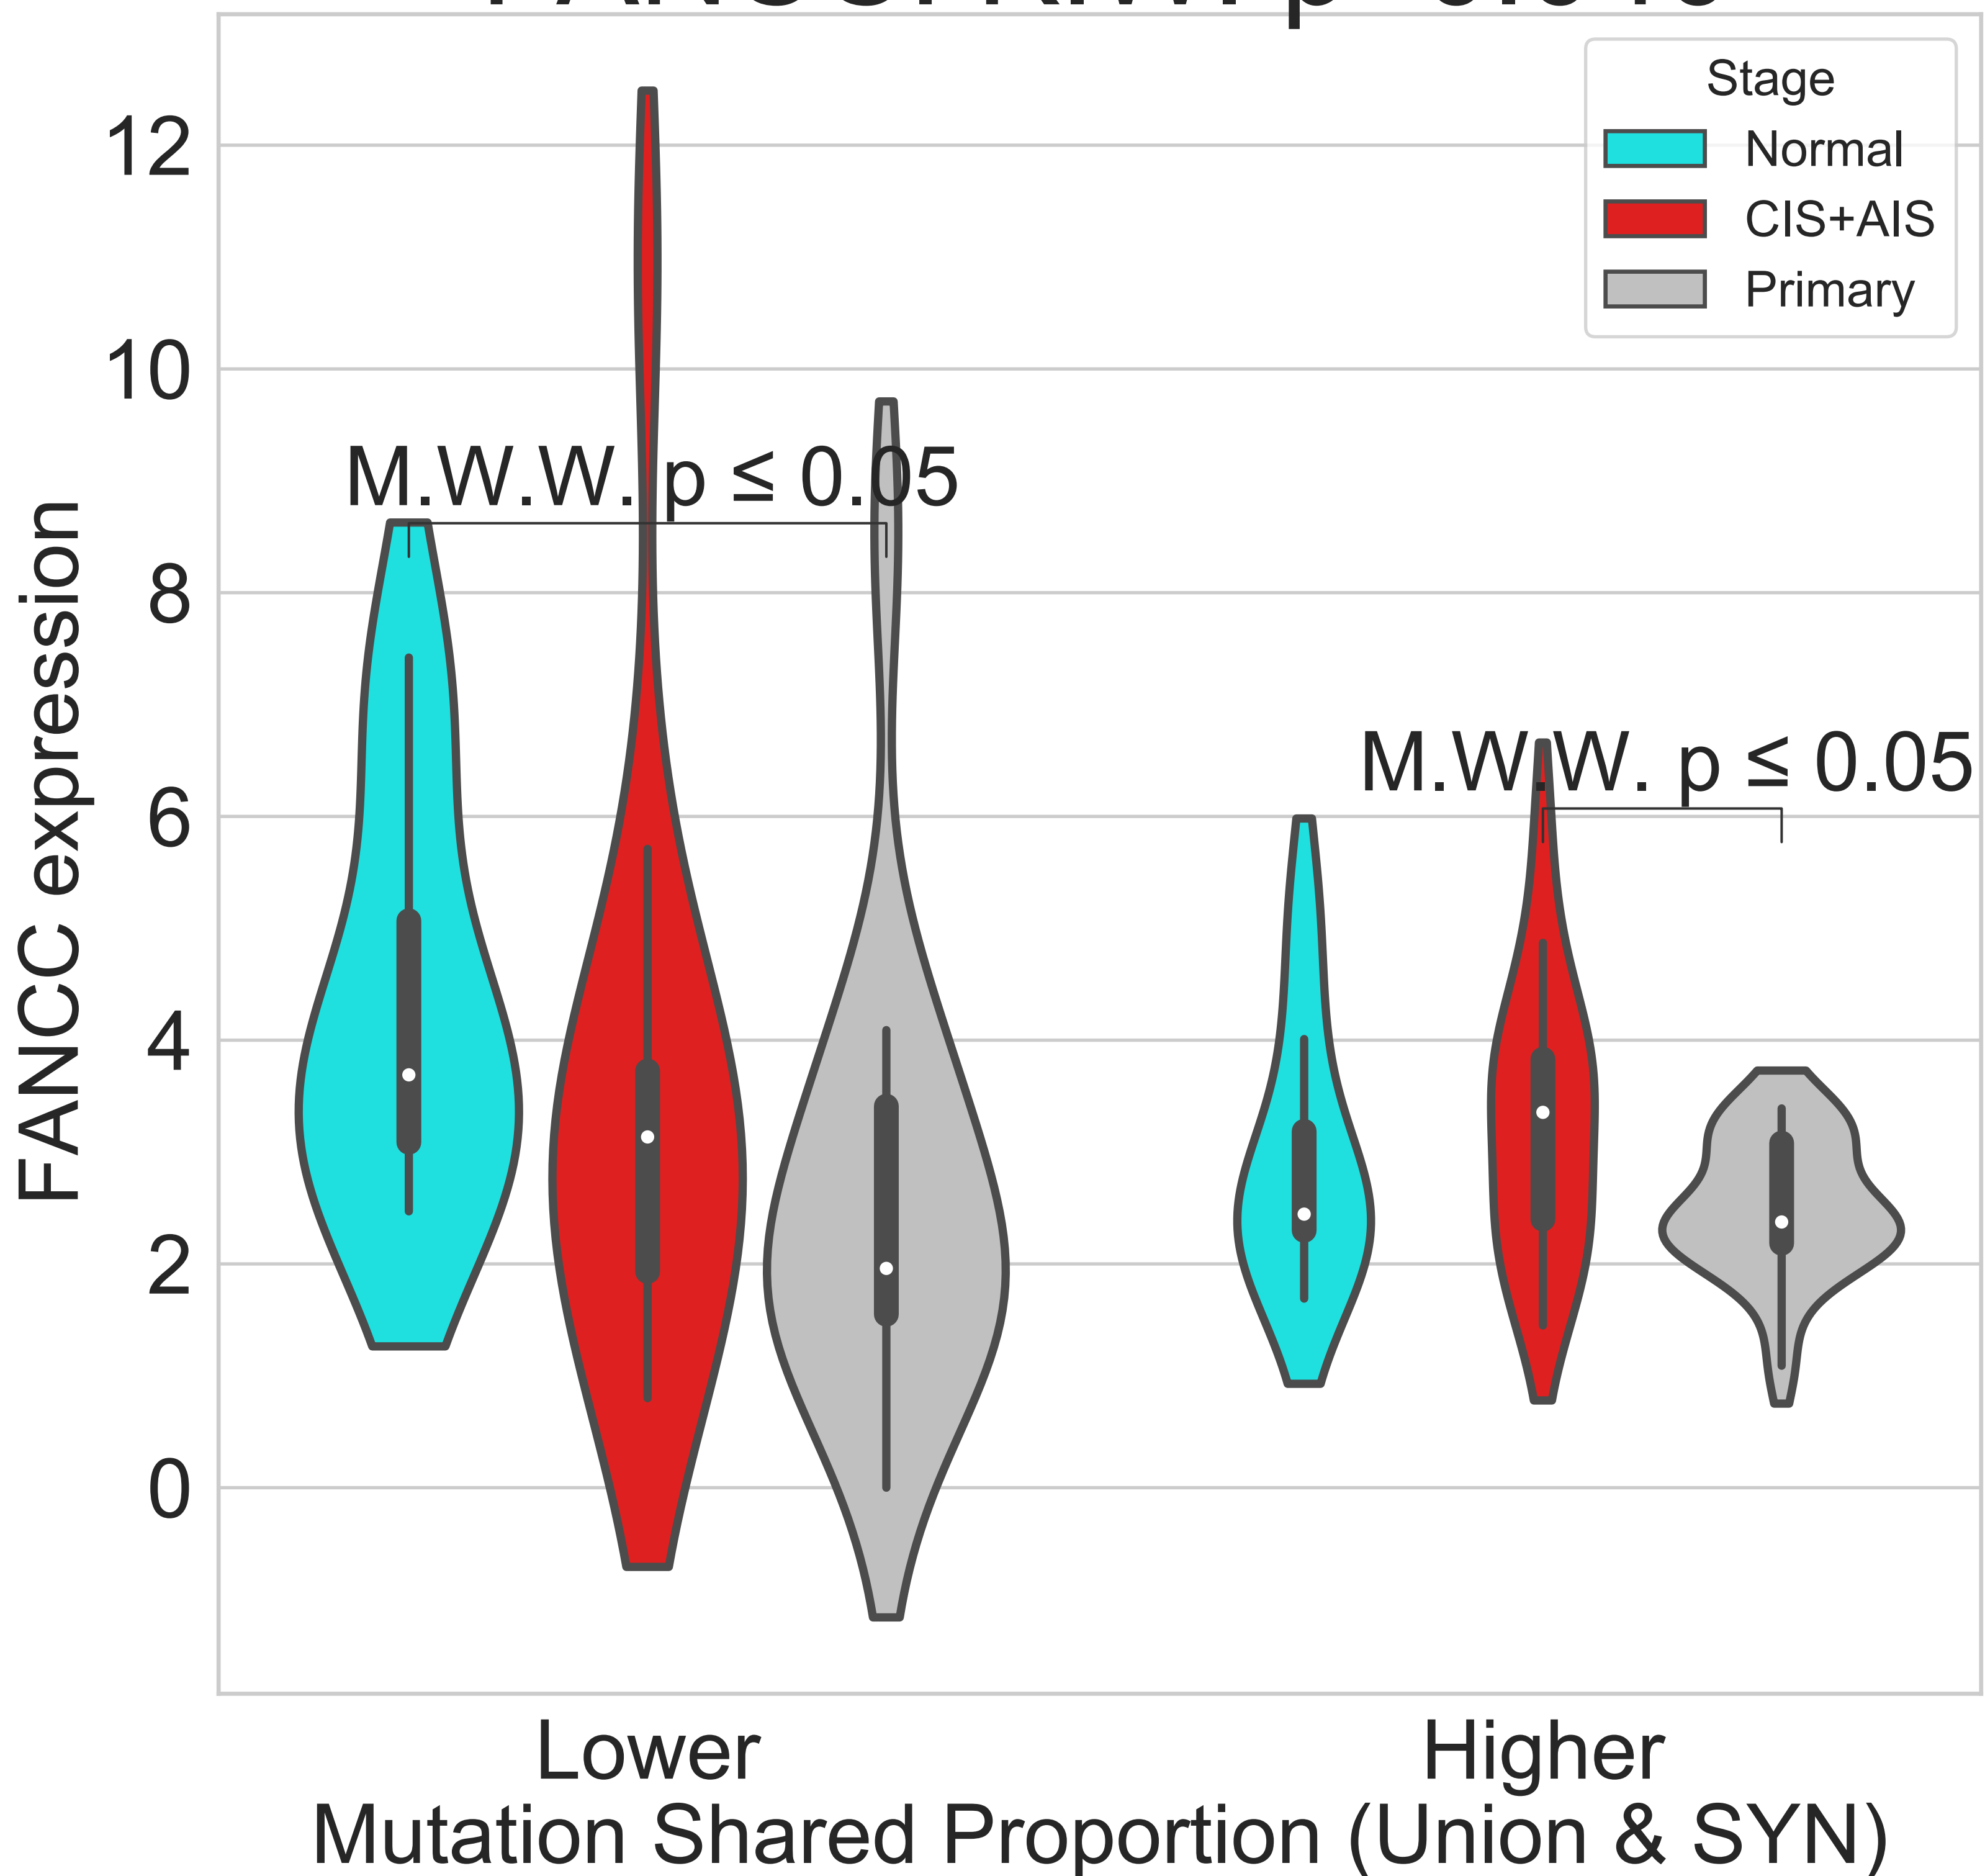 Stage
Normal
CIS+AIS
Primary
12
10
8
6
4
2
0
FANCC expression
M.W.W. p ≤ 0.05
M.W.W. p ≤ 0.05
Lower
Higher
Mutation Shared Proportion (Union & SYN)